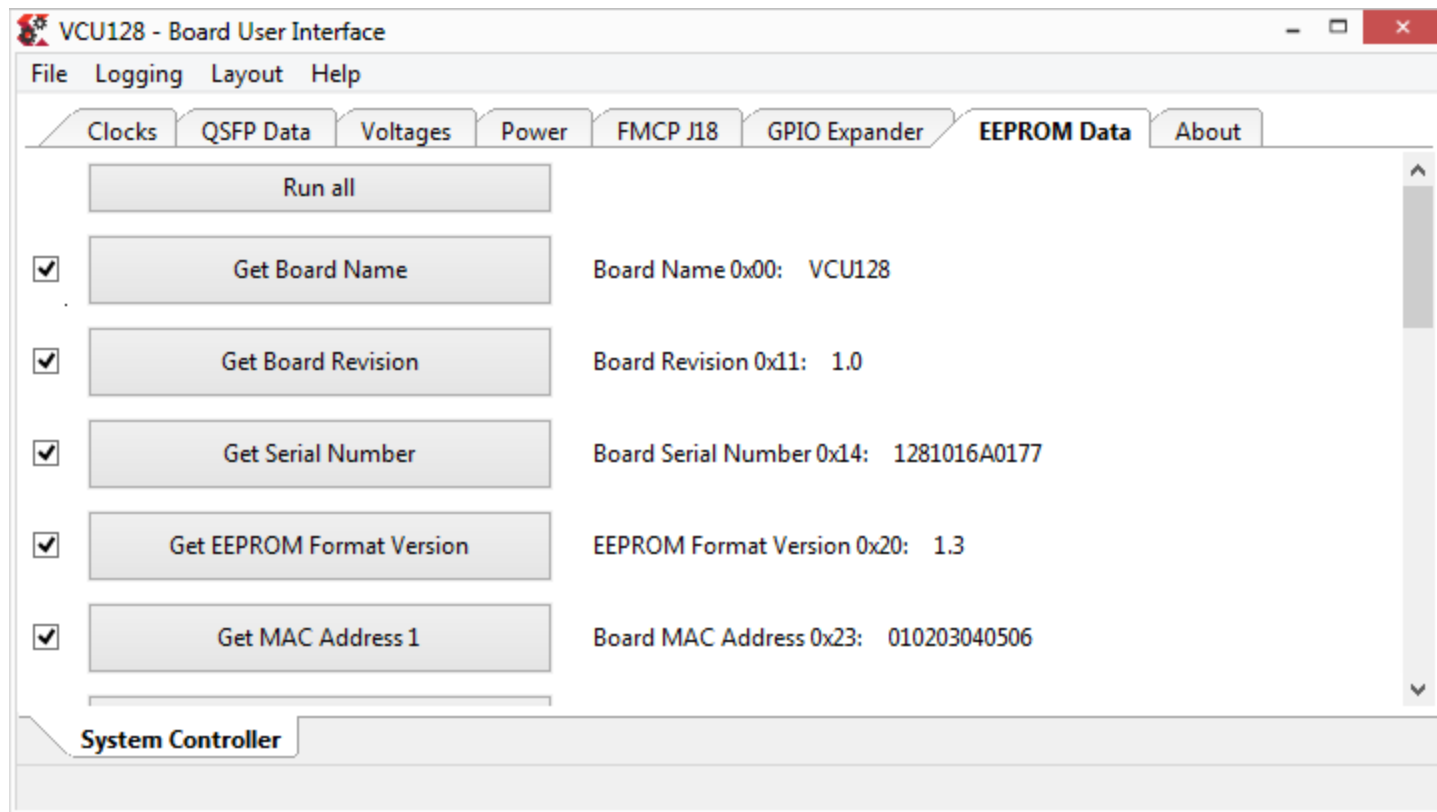 VCU128 - Board User Interface
File Logging Layout Help
Clocks QSFP Data Voltages Power FMCP J18 GPIO Expander EEPROM Data About
Run all
Get Board Name Board Name 0x00: VCU128
Get Board Revision Board Revision 0x11: 1.0
Get Serial Number Board Serial Number 0x14: 1281016A0177
Get EEPROM Format Version EEPROM Format Version 0x20: 1.3
Get MAC Address 1 Board MAC Address 0x23: 010203040506
System Controller